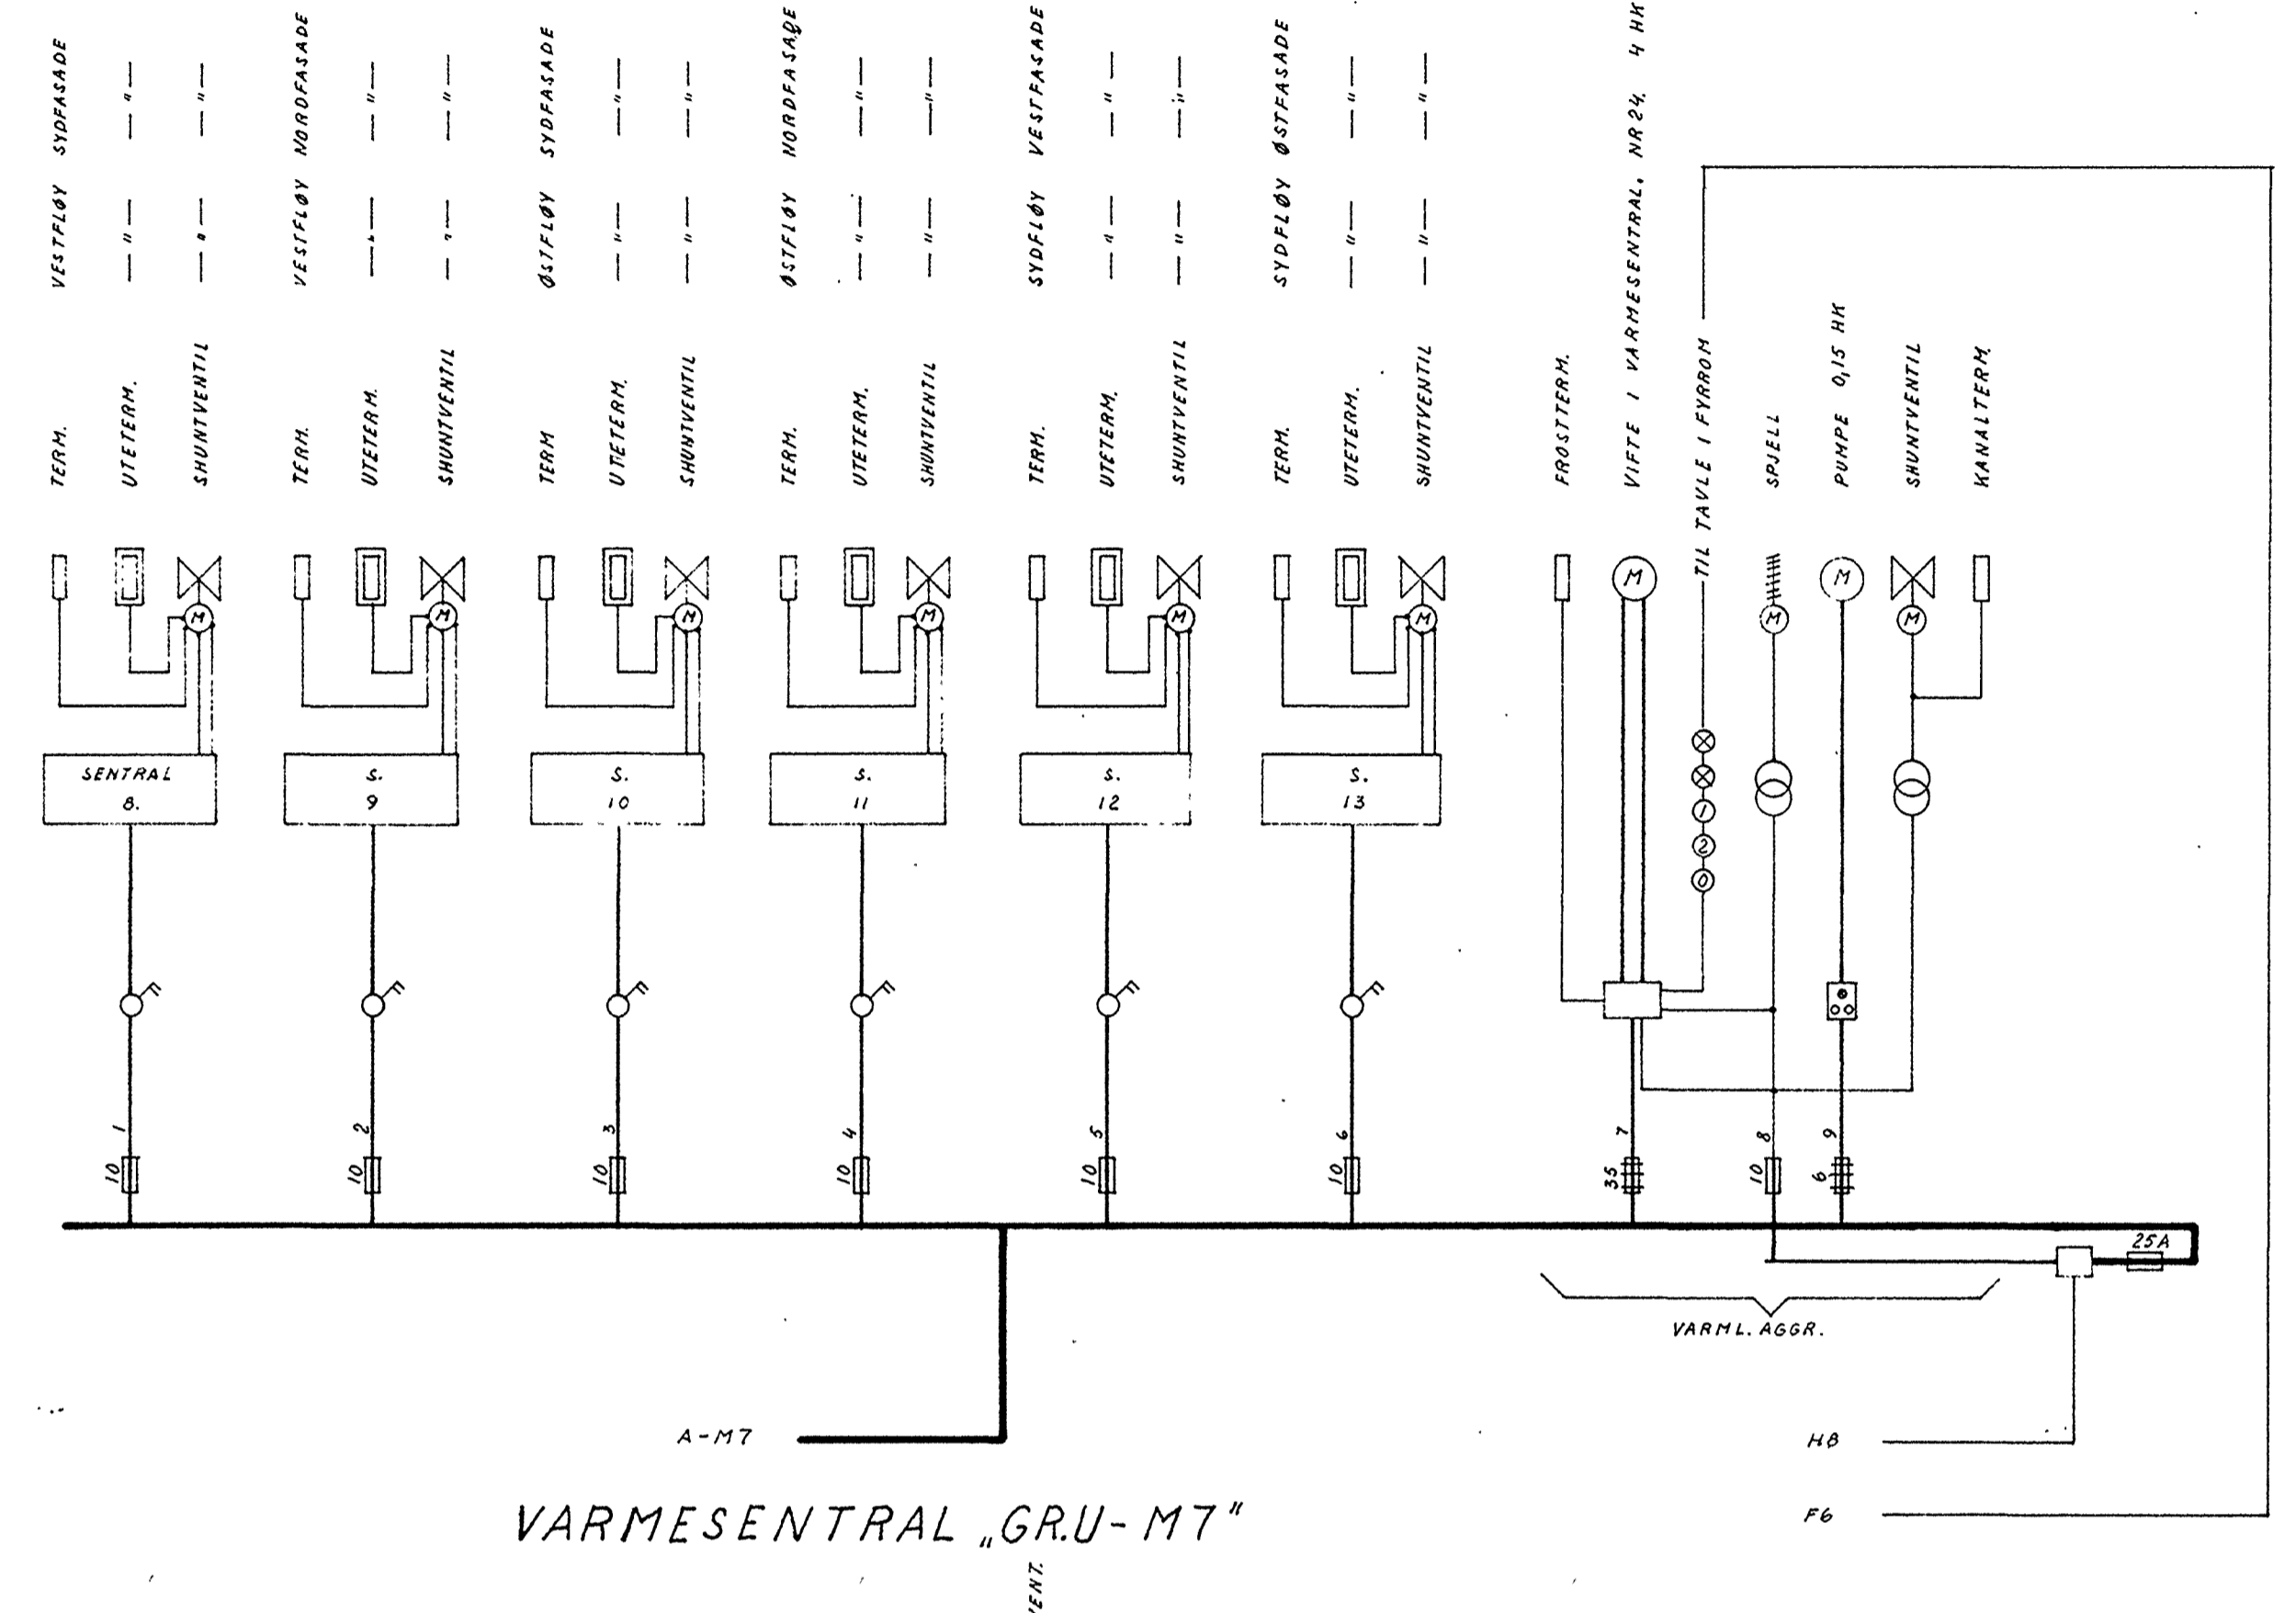 TERM. VESTFLØY SYDFASADE
UTETERM. — " — — " —
SHUNTVENTIL — " — — " —
TERM. VESTFLØY NORDFASADE
UTETERM. — " — — " —
SHUNTVENTIL — " — — " —
TERM ØSTFLØY SYDFASADE
UTETERM. — " — — " —
SHUNTVENTIL — " — — " —
TERM. ØSTFLØY NORDFASADE
UTETERM. — " — — " —
SHUNTVENTIL — " — — " —
TERM. SYDFLØY VESTFASADE
UTETERM. — " — — " —
SHUNTVENTIL — " — — " —
TERM. SYDFLØY ØSTFASADE
UTETERM. — " — — " —
SHUNTVENTIL — " — — " —
FROSTTERM.
VIFTE I VARMESENTRAL. NR 24. 4 HK
TIL TAVLE I FYRROM
SPJELL
PUMPE 0,15 HK
SHUNTVENTIL
KANALTERM.
M
M
M
M
M
M
M
M
M
M
SENTRAL
8.
S.
9
S.
10
S.
11
S.
12
S.
13
1
2
0
1
2
3
4
5
6
7
8
9
10
10
10
10
10
10
35
10
6
25A
VARML. AGGR.
A-M7
H8
F6
VARMESENTRAL „GR.U-M7"